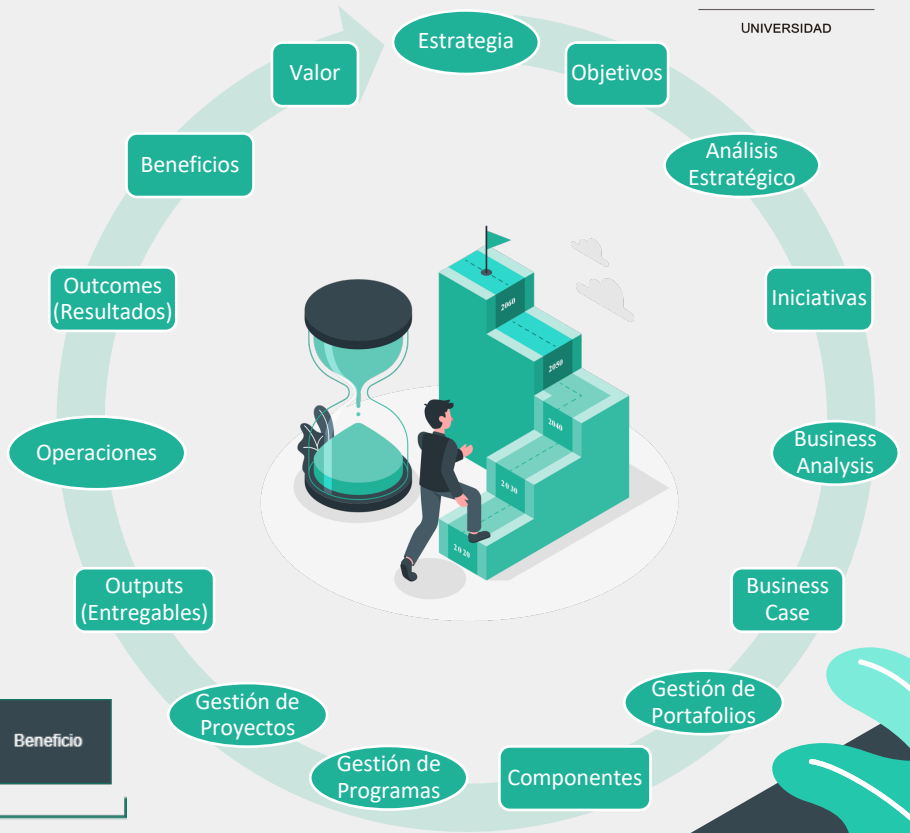 UNIVERSIDAD
Estrategia
Objetivos
Análisis
Estratégico
Iniciativas
Business
Analysis
Business
Case
Gestión de
Portafolios
Componentes
Gestión de
Programas
Gestión de
Proyectos
Outputs
(Entregables)
Operaciones
Outcomes
(Resultados)
Beneficios
Valor
2060
2050
2040
2030
2020
Beneficio